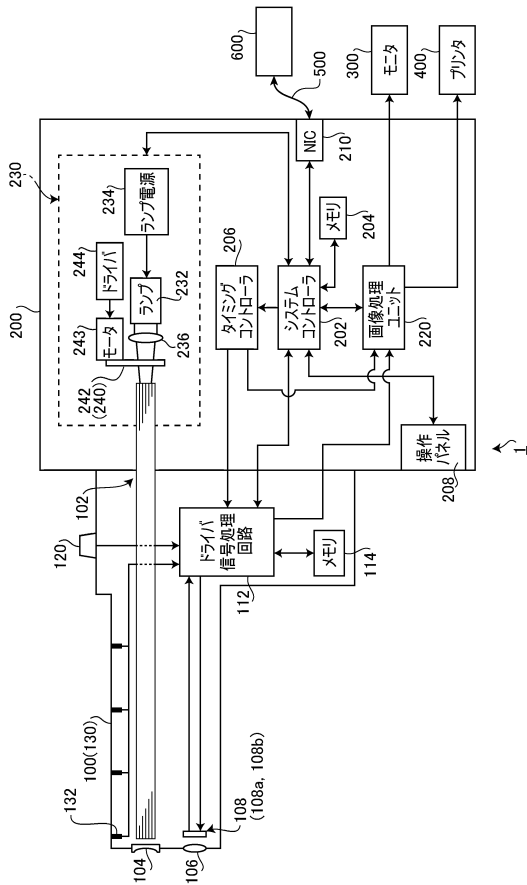 600
500
300
モニタ
400
プリンタ
230
200
234
ランプ電源
244
ドライバ
243
モータ
ランプ
232
236
242
(240)
NIC
210
メモリ
204
206
タイミング
コントローラ
システム
コントローラ
202
画像処理
ユニット
220
操作
パネル
208
1
102
120
ドライバ
信号処理
回路
112
メモリ
114
100(130)
132
104
106
108
(108a, 108b)